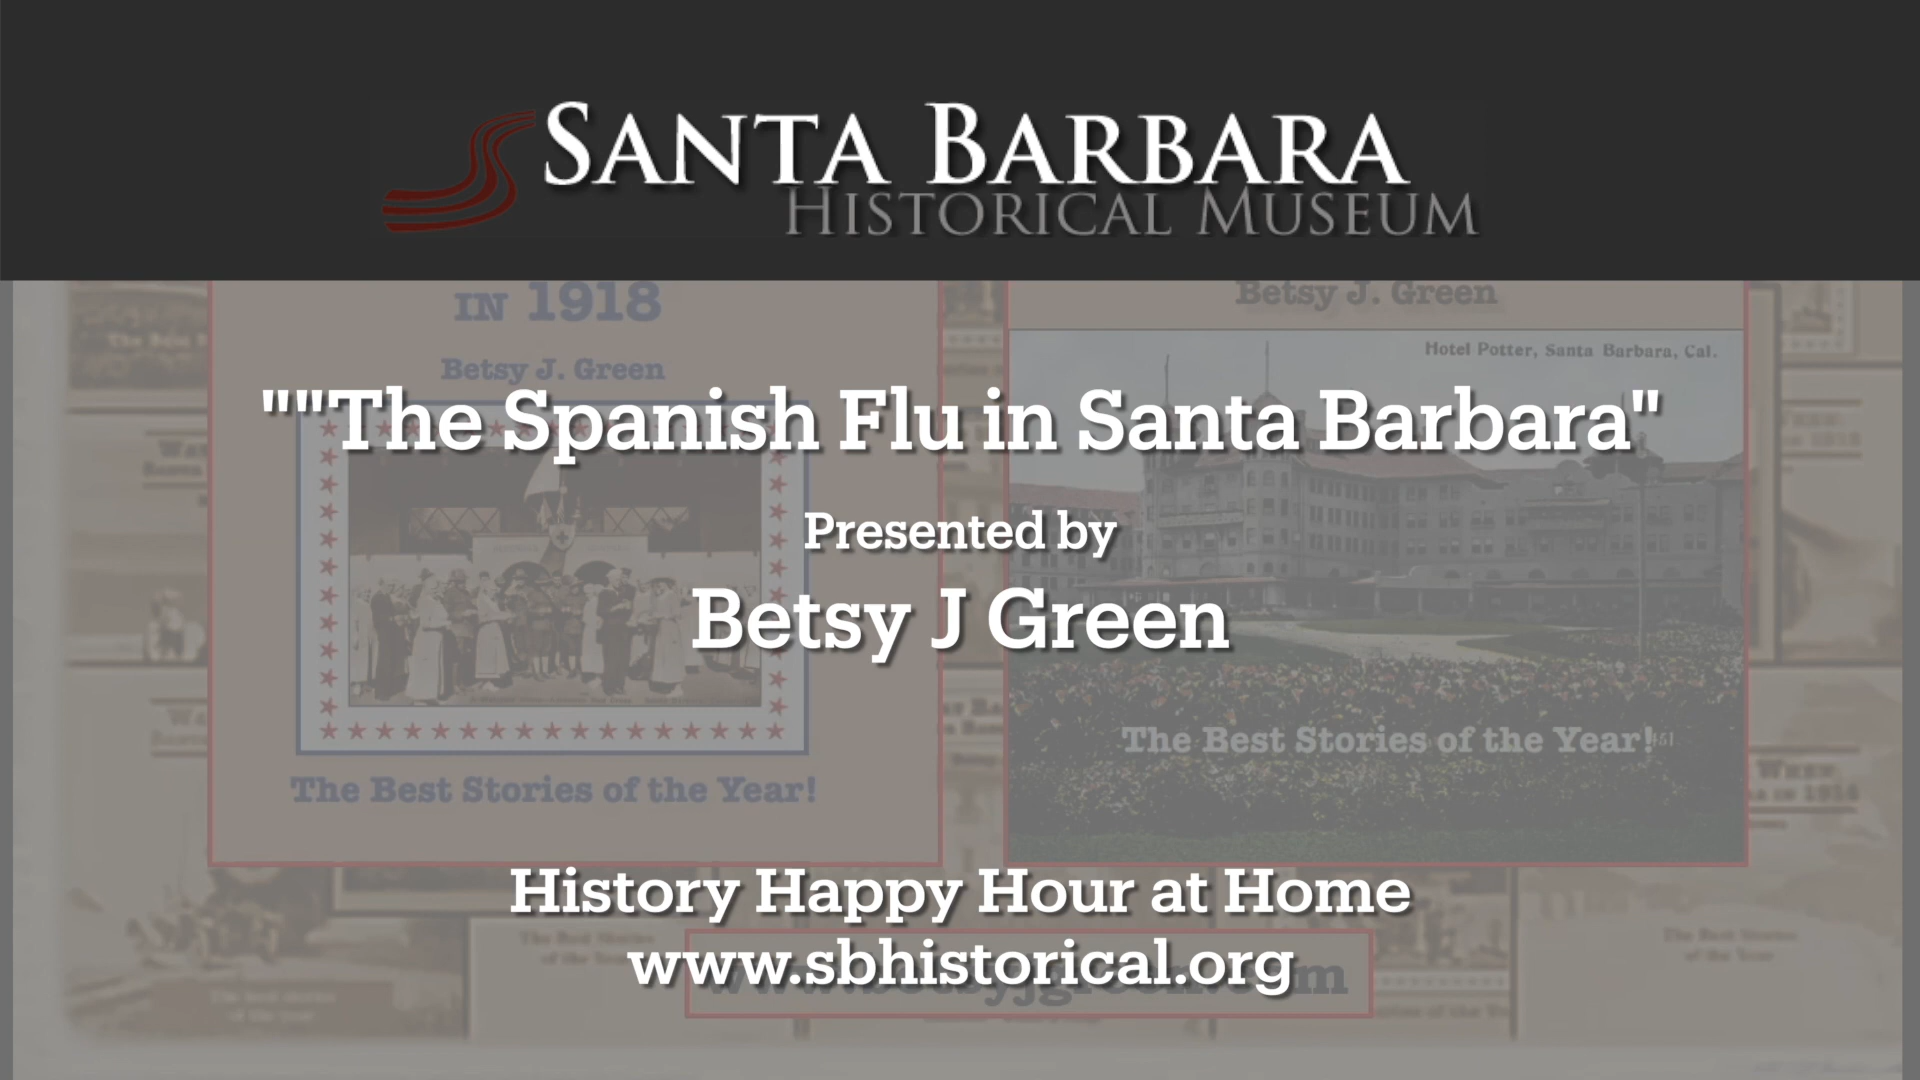 SANTA BARBARA
HISTORICAL MUSEUM
IN 1918
Betsy J. Green
Betsy J. Green
Hotel Potter, Santa Barbara, Cal.
""The Spanish Flu in Santa Barbara"
Presented by
Betsy J Green
The Best Stories of the Year!
The Best Stories of the Year!
History Happy Hour at Home
www.sbhistorical.org